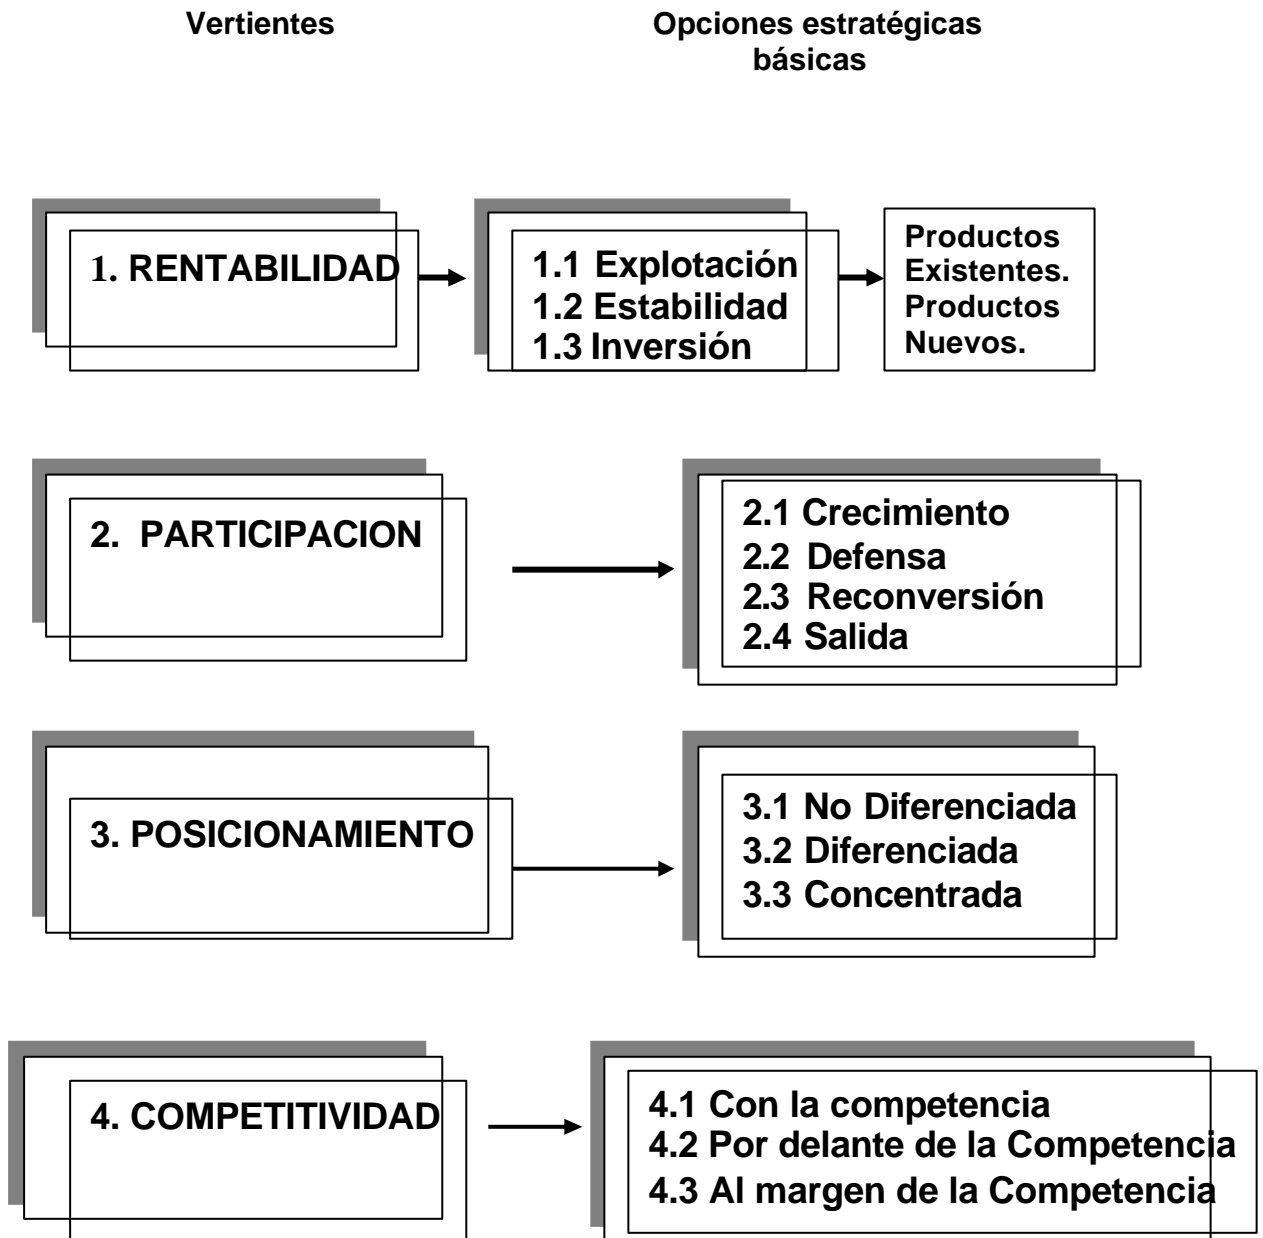 Vertientes
Opciones estratégicas
básicas
1. RENTABILIDAD
1.1 Explotación
1.2 Estabilidad
1.3 Inversión
Productos
Existentes.
Productos
Nuevos.
2. PARTICIPACION
2.1 Crecimiento
2.2 Defensa
2.3 Reconversión
2.4 Salida
3. POSICIONAMIENTO
3.1 No Diferenciada
3.2 Diferenciada
3.3 Concentrada
4. COMPETITIVIDAD
4.1 Con la competencia
4.2 Por delante de la Competencia
4.3 Al margen de la Competencia